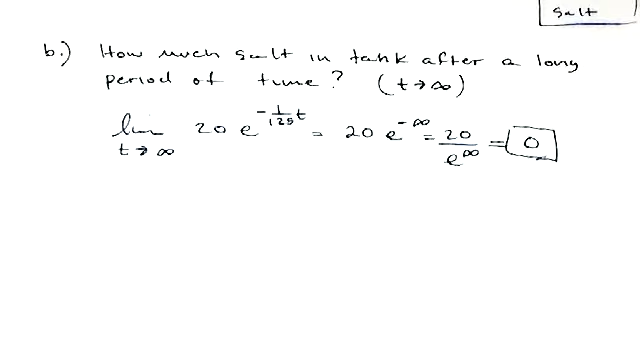 salt
b.) How much salt in tank after a long
period of time? (t→∞)
lim t→∞ 20 e^{-1/125 t} = 20 e^{-∞} = 20/e^{∞} = 0